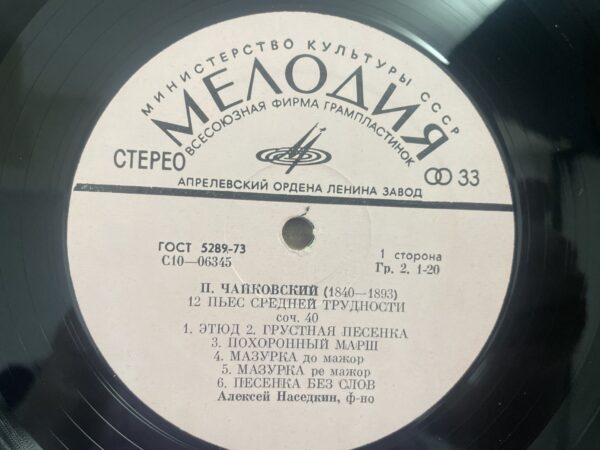 МИНИСТЕРСТВО КУЛЬТУРЫ СССР
МЕЛОДИЯ
ВСЕСОЮЗНАЯ ФИРМА ГРАМПЛАСТИНОК
СТЕРЕО
33
АПРЕЛЕВСКИЙ ОРДЕНА ЛЕНИНА ЗАВОД
ГОСТ 5289-73
С10—06345
1 сторона
Гр. 2. 1-20
П. ЧАЙКОВСКИЙ (1840—1893)
12 ПЬЕС СРЕДНЕЙ ТРУДНОСТИ
соч. 40
1. ЭТЮД 2. ГРУСТНАЯ ПЕСЕНКА
3. ПОХОРОННЫЙ МАРШ
4. МАЗУРКА до мажор
5. МАЗУРКА ре мажор
6. ПЕСЕНКА БЕЗ СЛОВ
Алексей Наседкин, ф-но